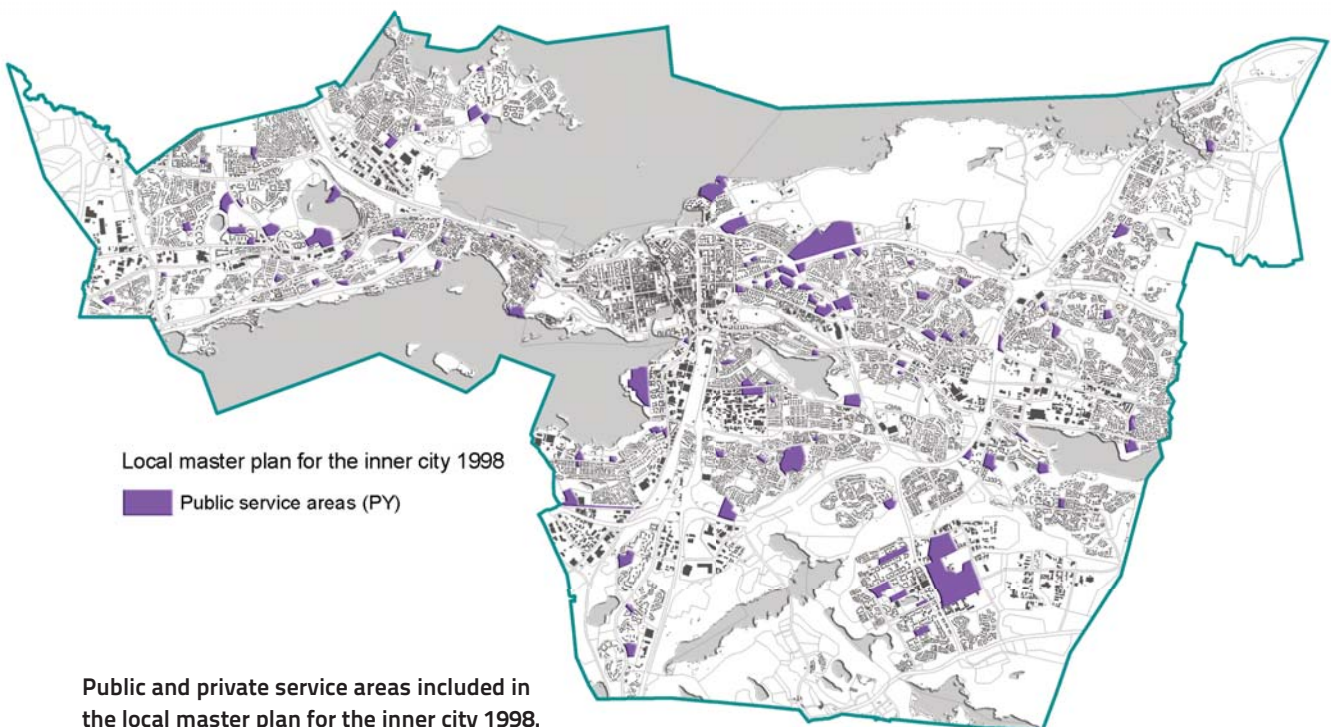 Local master plan for the inner city 1998
Public service areas (PY)
Public and private service areas included in
the local master plan for the inner city 1998.